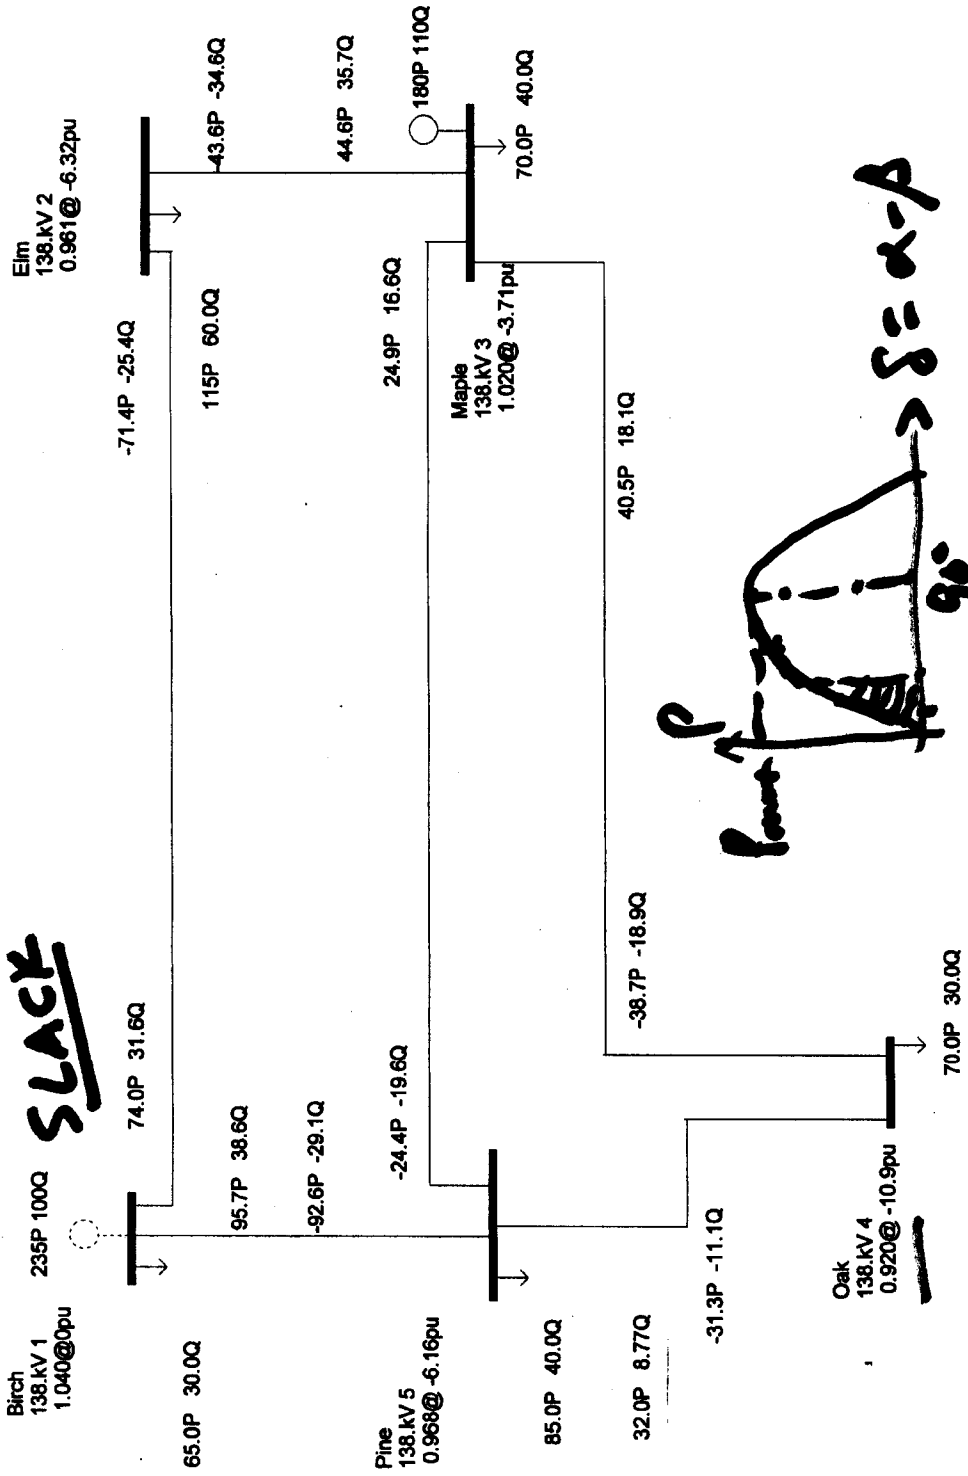 Birch
138.kV 1
1.040@0pu
235P 100Q
SLACK
65.0P 30.0Q
74.0P 31.6Q
95.7P 38.6Q
-92.6P -29.1Q
Elm
138.kV 2
0.961@ -6.32pu
-71.4P -25.4Q
115P 60.0Q
-43.6P -34.6Q
44.6P 35.7Q
180P 110Q
70.0P 40.0Q
24.9P 16.6Q
Maple
138.kV 3
1.020@ -3.71pu
40.5P 18.1Q
Pine
138.kV 5
0.968@ -6.16pu
-24.4P -19.6Q
85.0P 40.0Q
32.0P 8.77Q
-31.3P -11.1Q
-38.7P -18.9Q
Oak
138.kV 4
0.920@ -10.9pu
70.0P 30.0Q
P
90°
δ = α - β